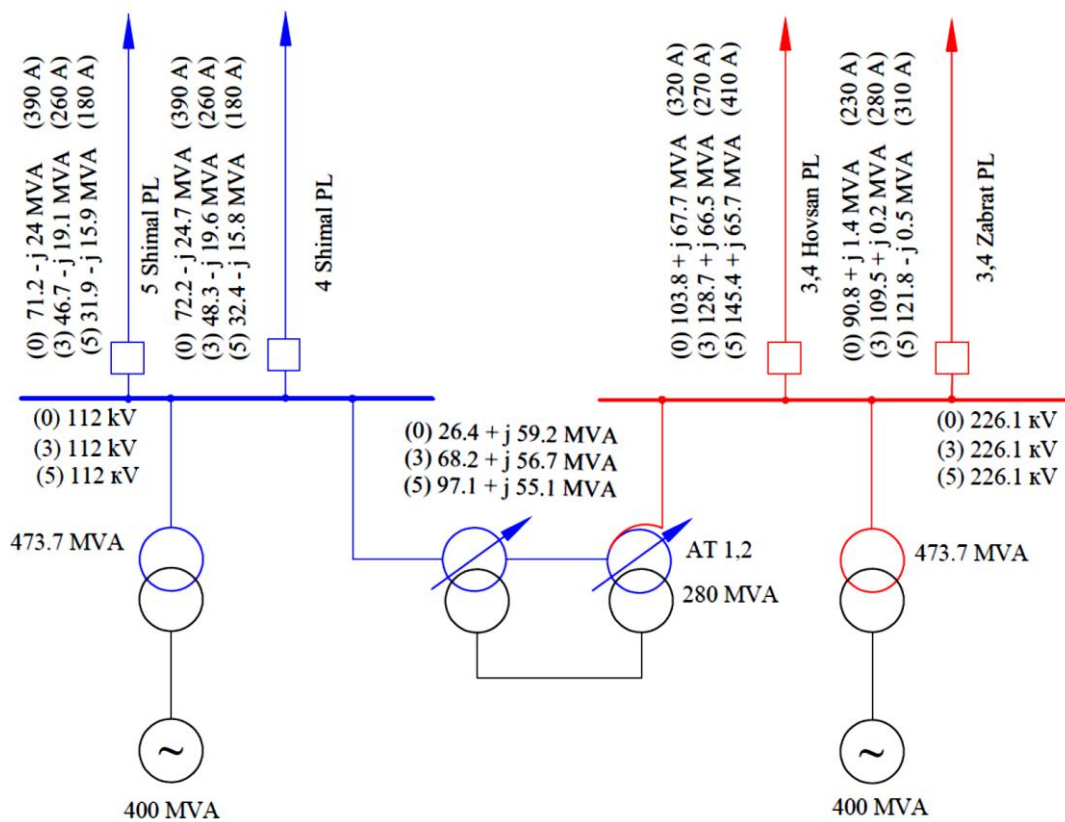 (0) 71.2 - j 24 MVA (390 A)
(3) 46.7 - j 19.1 MVA (260 A)
(5) 31.9 - j 15.9 MVA (180 A)
5 Shimal PL
(0) 72.2 - j 24.7 MVA (390 A)
(3) 48.3 - j 19.6 MVA (260 A)
(5) 32.4 - j 15.8 MVA (180 A)
4 Shimal PL
(0) 103.8 + j 67.7 MVA (320 A)
(3) 128.7 + j 66.5 MVA (270 A)
(5) 145.4 + j 65.7 MVA (410 A)
3,4 Hovsan PL
(0) 90.8 + j 1.4 MVA (230 A)
(3) 109.5 + j 0.2 MVA (280 A)
(5) 121.8 - j 0.5 MVA (310 A)
3,4 Zabrat PL
(0) 112 kV
(3) 112 kV
(5) 112 кV
(0) 26.4 + j 59.2 MVA
(3) 68.2 + j 56.7 MVA
(5) 97.1 + j 55.1 MVA
(0) 226.1 кV
(3) 226.1 кV
(5) 226.1 кV
473.7 MVA
AT 1,2
280 MVA
473.7 MVA
~
~
400 MVA
400 MVA